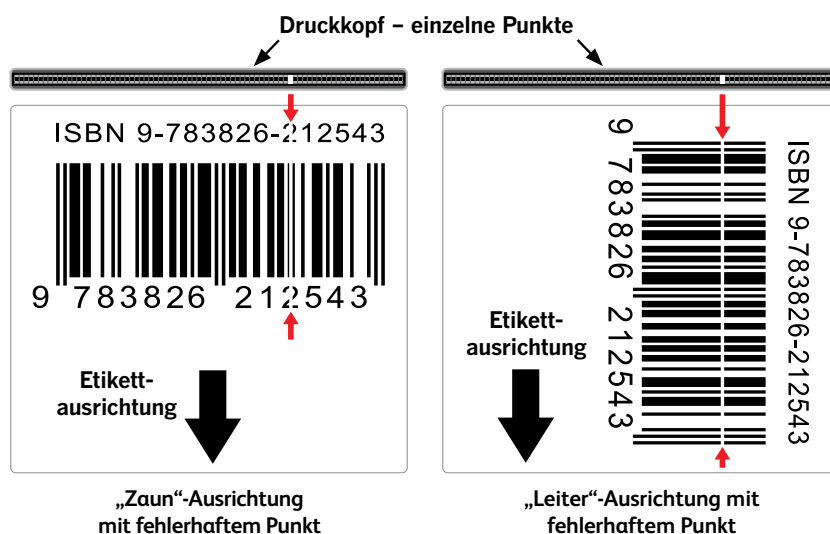 Druckkopf – einzelne Punkte
ISBN 9-783826-212543
9 783826 212543
Etikett-
ausrichtung
„Zaun“-Ausrichtung
mit fehlerhaftem Punkt
ISBN 9-783826-212543
9 783826 212543
Etikett-
ausrichtung
„Leiter“-Ausrichtung mit
fehlerhaftem Punkt